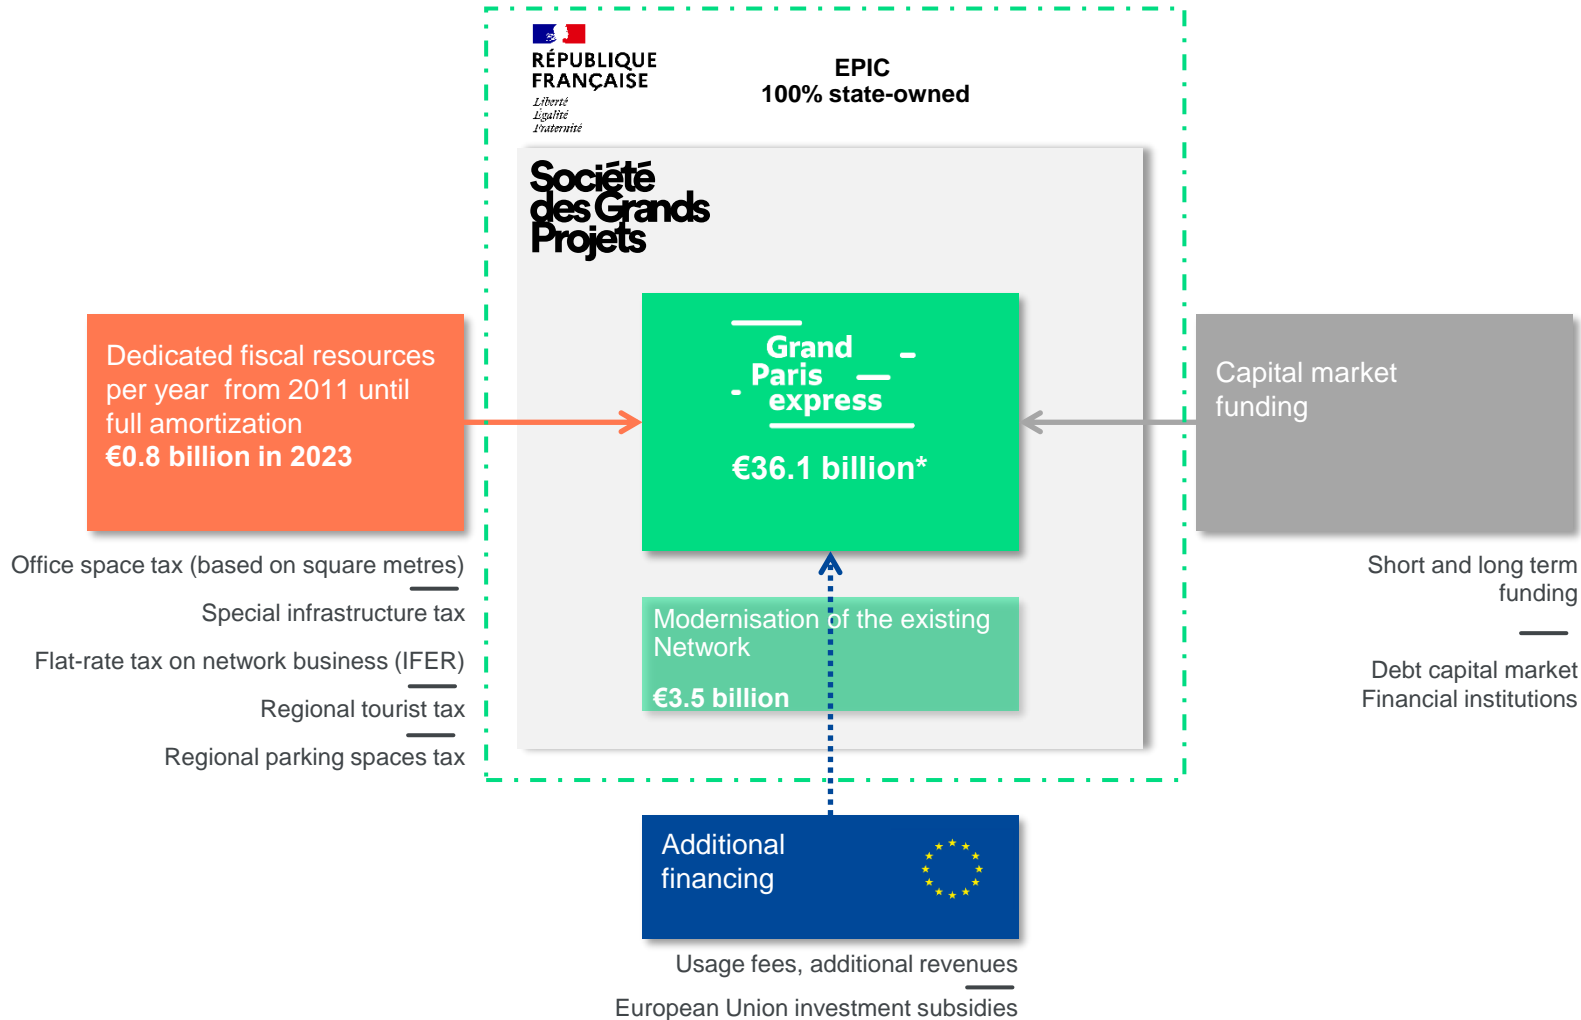 RÉPUBLIQUE
FRANÇAISE
Liberté
Égalité
Fraternité
EPIC
100% state-owned
Société
des Grands
Projets
Grand
Paris
express
€36.1 billion*
Dedicated fiscal resources
per year from 2011 until
full amortization
€0.8 billion in 2023
Office space tax (based on square metres)
Special infrastructure tax
Flat-rate tax on network business (IFER)
Regional tourist tax
Regional parking spaces tax
Capital market
funding
Short and long term
funding
Debt capital market
Financial institutions
Modernisation of the existing
Network
€3.5 billion
Additional
financing
Usage fees, additional revenues
European Union investment subsidies